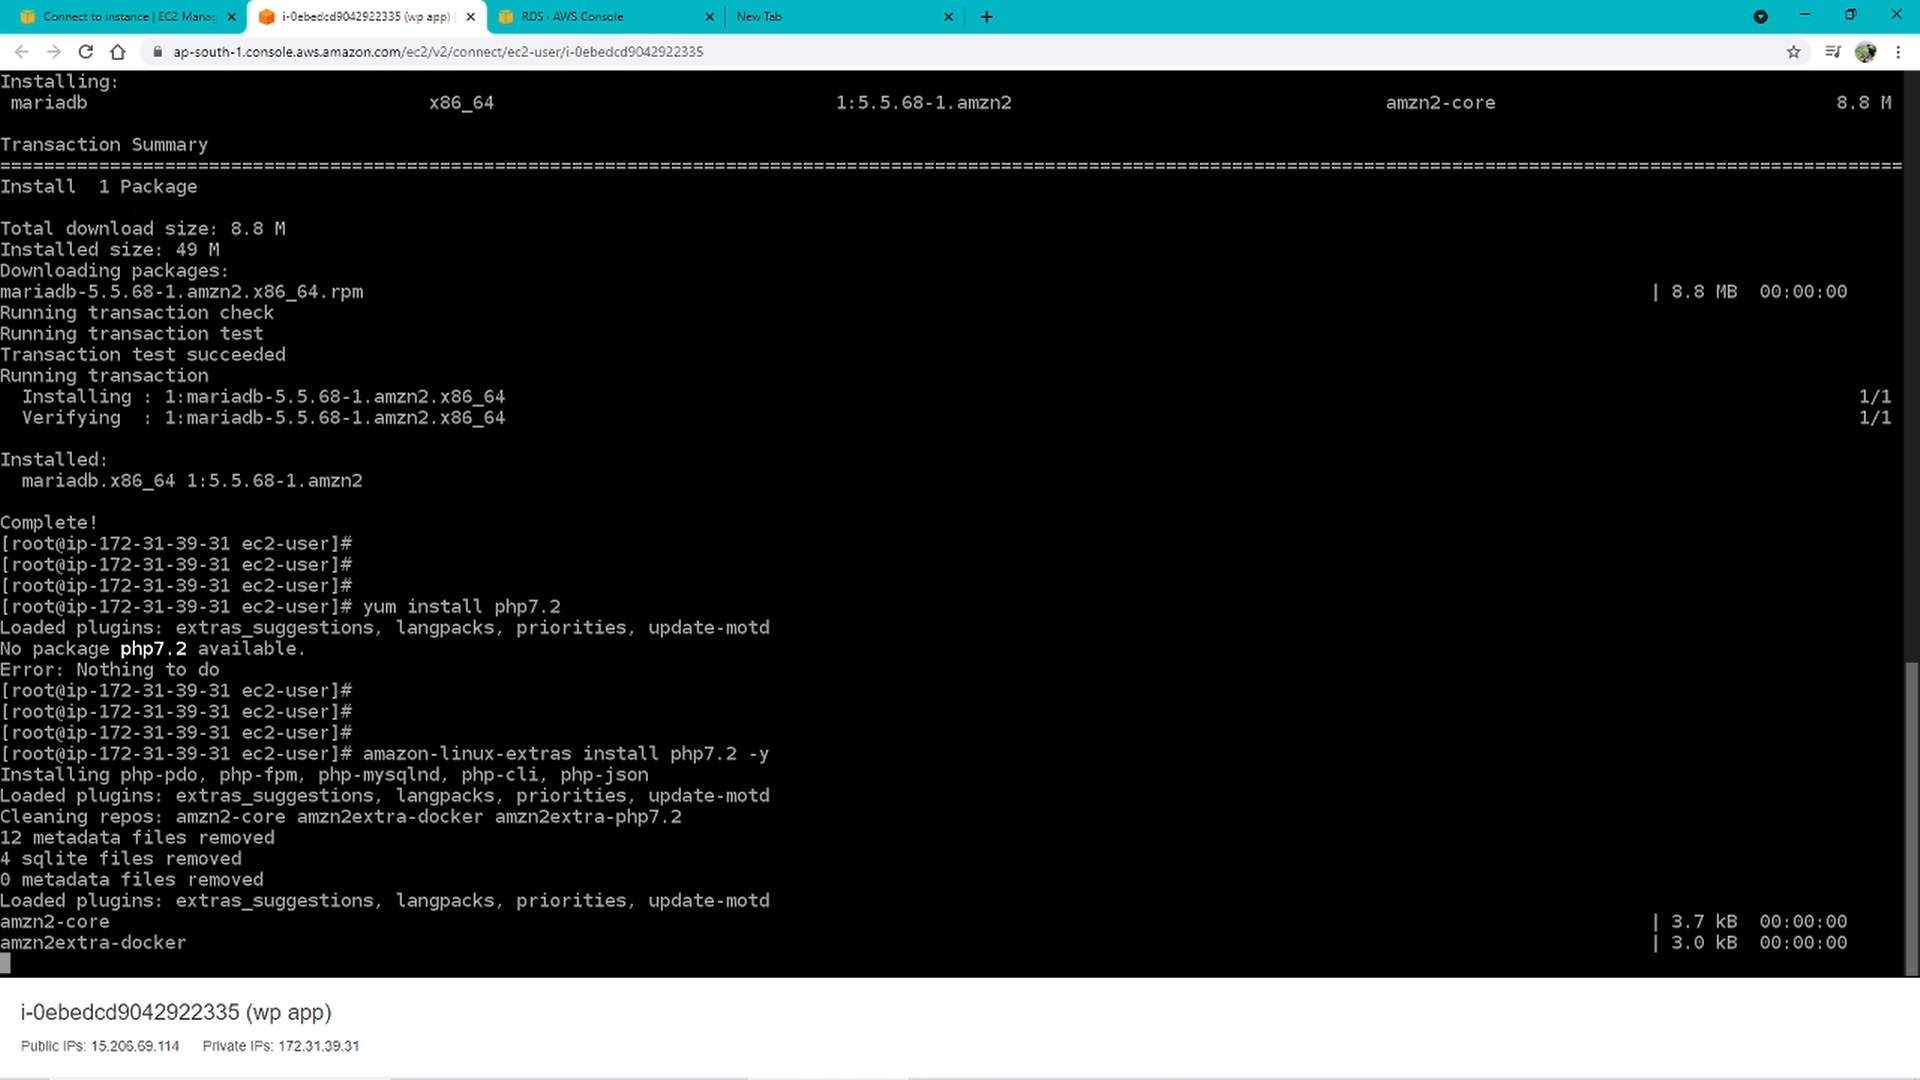 Connect to instance | EC2 Mana
i-0ebedcd9042922335 (wp app)
RDS · AWS Console
New Tab
ap-south-1.console.aws.amazon.com/ec2/v2/connect/ec2-user/i-0ebedcd9042922335
Installing:
mariadb x86_64 1:5.5.68-1.amzn2 amzn2-core 8.8 M
Transaction Summary
================================================================================
Install 1 Package
Total download size: 8.8 M
Installed size: 49 M
Downloading packages:
mariadb-5.5.68-1.amzn2.x86_64.rpm | 8.8 MB 00:00:00
Running transaction check
Running transaction test
Transaction test succeeded
Running transaction
Installing : 1:mariadb-5.5.68-1.amzn2.x86_64 1/1
Verifying : 1:mariadb-5.5.68-1.amzn2.x86_64 1/1
Installed:
mariadb.x86_64 1:5.5.68-1.amzn2
Complete!
[root@ip-172-31-39-31 ec2-user]#
[root@ip-172-31-39-31 ec2-user]#
[root@ip-172-31-39-31 ec2-user]#
[root@ip-172-31-39-31 ec2-user]# yum install php7.2
Loaded plugins: extras_suggestions, langpacks, priorities, update-motd
No package php7.2 available.
Error: Nothing to do
[root@ip-172-31-39-31 ec2-user]#
[root@ip-172-31-39-31 ec2-user]#
[root@ip-172-31-39-31 ec2-user]#
[root@ip-172-31-39-31 ec2-user]# amazon-linux-extras install php7.2 -y
Installing php-pdo, php-fpm, php-mysqlnd, php-cli, php-json
Loaded plugins: extras_suggestions, langpacks, priorities, update-motd
Cleaning repos: amzn2-core amzn2extra-docker amzn2extra-php7.2
12 metadata files removed
4 sqlite files removed
0 metadata files removed
Loaded plugins: extras_suggestions, langpacks, priorities, update-motd
amzn2-core | 3.7 kB 00:00:00
amzn2extra-docker | 3.0 kB 00:00:00
i-0ebedcd9042922335 (wp app)
Public IPs: 15.206.69.114 Private IPs: 172.31.39.31